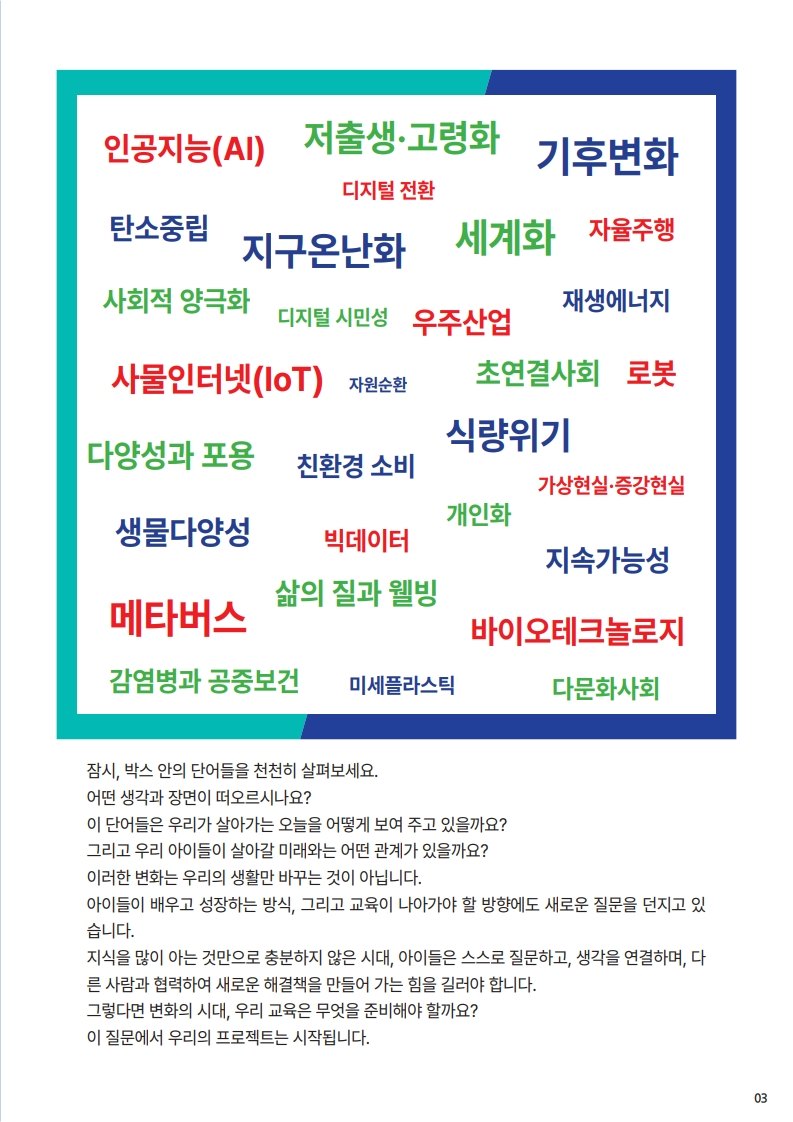 인공지능(AI)
저출생·고령화
기후변화
디지털 전환
탄소중립
지구온난화
세계화
자율주행
사회적 양극화
디지털 시민성
우주산업
재생에너지
사물인터넷(IoT)
자원순환
초연결사회
로봇
다양성과 포용
친환경 소비
식량위기
가상현실·증강현실
생물다양성
빅데이터
개인화
지속가능성
메타버스
삶의 질과 웰빙
바이오테크놀로지
감염병과 공중보건
미세플라스틱
다문화사회
잠시, 박스 안의 단어들을 천천히 살펴보세요.
어떤 생각과 장면이 떠오르시나요?
이 단어들은 우리가 살아가는 오늘을 어떻게 보여 주고 있을까요?
그리고 우리 아이들이 살아갈 미래와는 어떤 관계가 있을까요?
이러한 변화는 우리의 생활만 바꾸는 것이 아닙니다.
아이들이 배우고 성장하는 방식, 그리고 교육이 나아가야 할 방향에도 새로운 질문을 던지고 있
습니다.
지식을 많이 아는 것만으로 충분하지 않은 시대, 아이들은 스스로 질문하고, 생각을 연결하며, 다
른 사람과 협력하여 새로운 해결책을 만들어 가는 힘을 길러야 합니다.
그렇다면 변화의 시대, 우리 교육은 무엇을 준비해야 할까요?
이 질문에서 우리의 프로젝트는 시작됩니다.
03